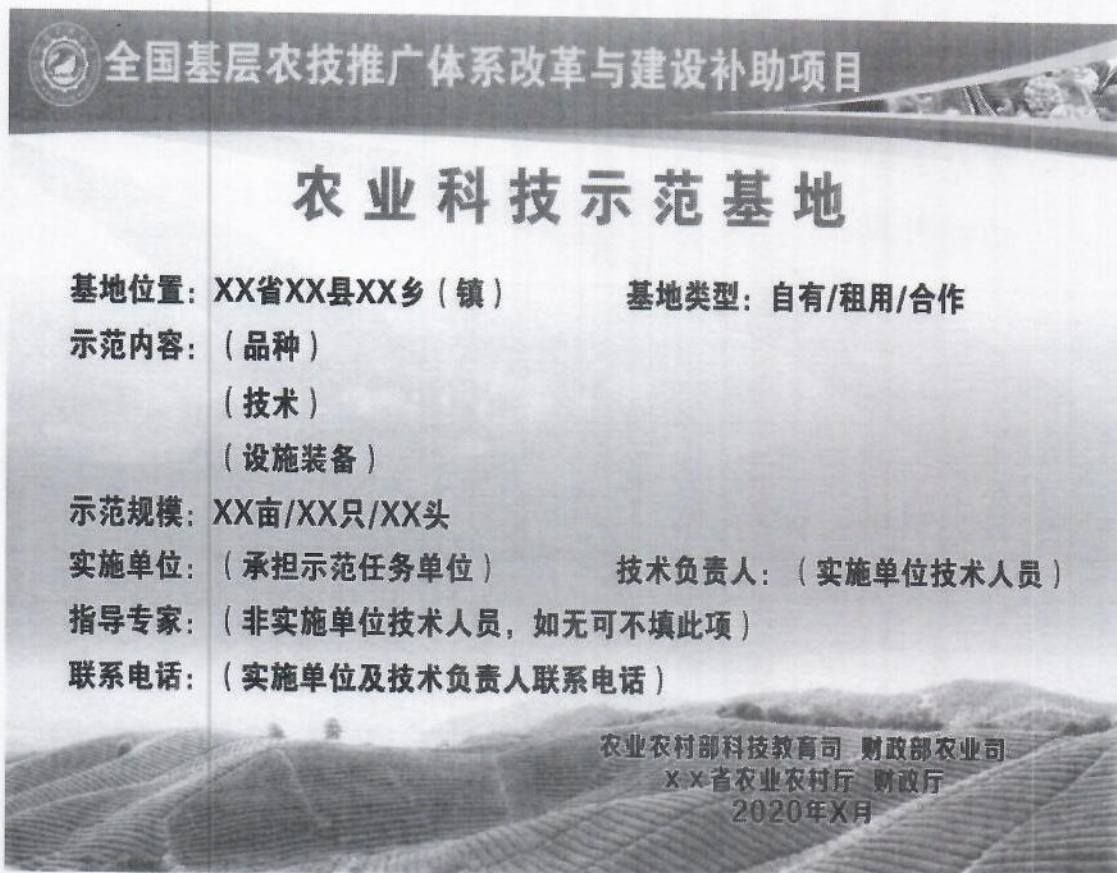 全国基层农技推广体系改革与建设补助项目
农业科技示范基地
基地位置：XX省XX县XX乡（镇） 基地类型：自有/租用/合作
示范内容：（品种）
（技术）
（设施装备）
示范规模：XX亩/XX只/XX头
实施单位：（承担示范任务单位） 技术负责人：（实施单位技术人员）
指导专家：（非实施单位技术人员，如无可不填此项）
联系电话：（实施单位及技术负责人联系电话）
农业农村部科技教育司 财政部农业司
XX省农业农村厅 财政厅
2020年X月